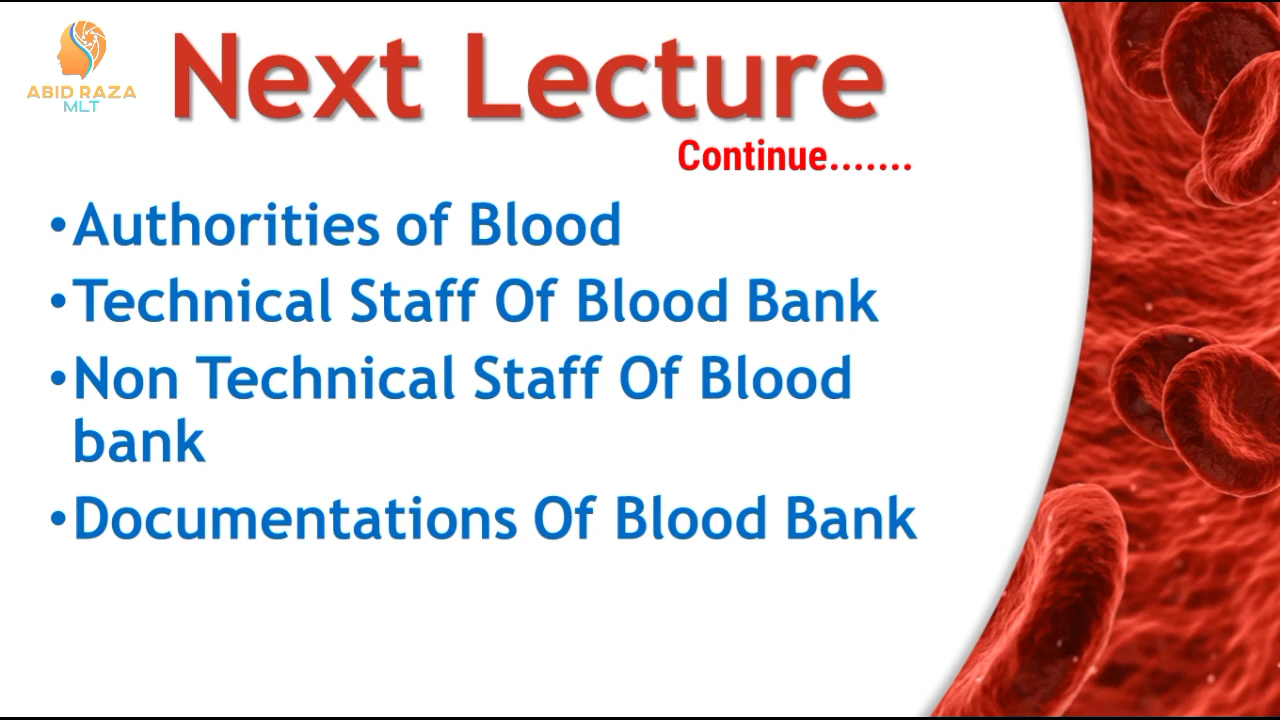 ABID RAZA
MLT
Next Lecture
Continue.......
•Authorities of Blood
•Technical Staff Of Blood Bank
•Non Technical Staff Of Blood
bank
•Documentations Of Blood Bank